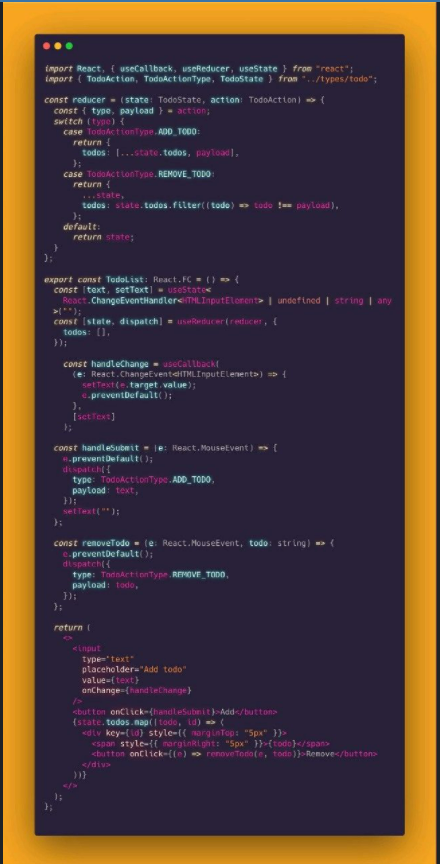 import React, { useCallback, useReducer, useState } from "react";
import { TodoAction, TodoActionType, TodoState } from "../types/todo";

const reducer = (state: TodoState, action: TodoAction) => {
  const { type, payload } = action;
  switch (type) {
    case TodoActionType.ADD_TODO:
      return {
        todos: [...state.todos, payload],
      };
    case TodoActionType.REMOVE_TODO:
      return {
        ...state,
        todos: state.todos.filter((todo) => todo !== payload),
      };
    default:
      return state;
  }
};

export const TodoList: React.FC = () => {
  const [text, setText] = useState<
    React.ChangeEventHandler<HTMLInputElement> | undefined | string | any
  >("");
  const [state, dispatch] = useReducer(reducer, {
    todos: [],
  });

    const handleChange = useCallback(
      (e: React.ChangeEvent<HTMLInputElement>) => {
        setText(e.target.value);
        e.preventDefault();
      },
      [setText]
    );

  const handleSubmit = (e: React.MouseEvent) => {
    e.preventDefault();
    dispatch({
      type: TodoActionType.ADD_TODO,
      payload: text,
    });
    setText("");
  };

  const removeTodo = (e: React.MouseEvent, todo: string) => {
    e.preventDefault();
    dispatch({
      type: TodoActionType.REMOVE_TODO,
      payload: todo,
    });
  };

  return (
    <>
      <input
        type="text"
        placeholder="Add todo"
        value={text}
        onChange={handleChange}
      />
      <button onClick={handleSubmit}>Add</button>
      {state.todos.map((todo, id) => (
        <div key={id} style={{ marginTop: "5px" }}>
          <span style={{ marginRight: "5px" }}>{todo}</span>
          <button onClick={(e) => removeTodo(e, todo)}>Remove</button>
        </div>
      ))}
    </>
  );
};